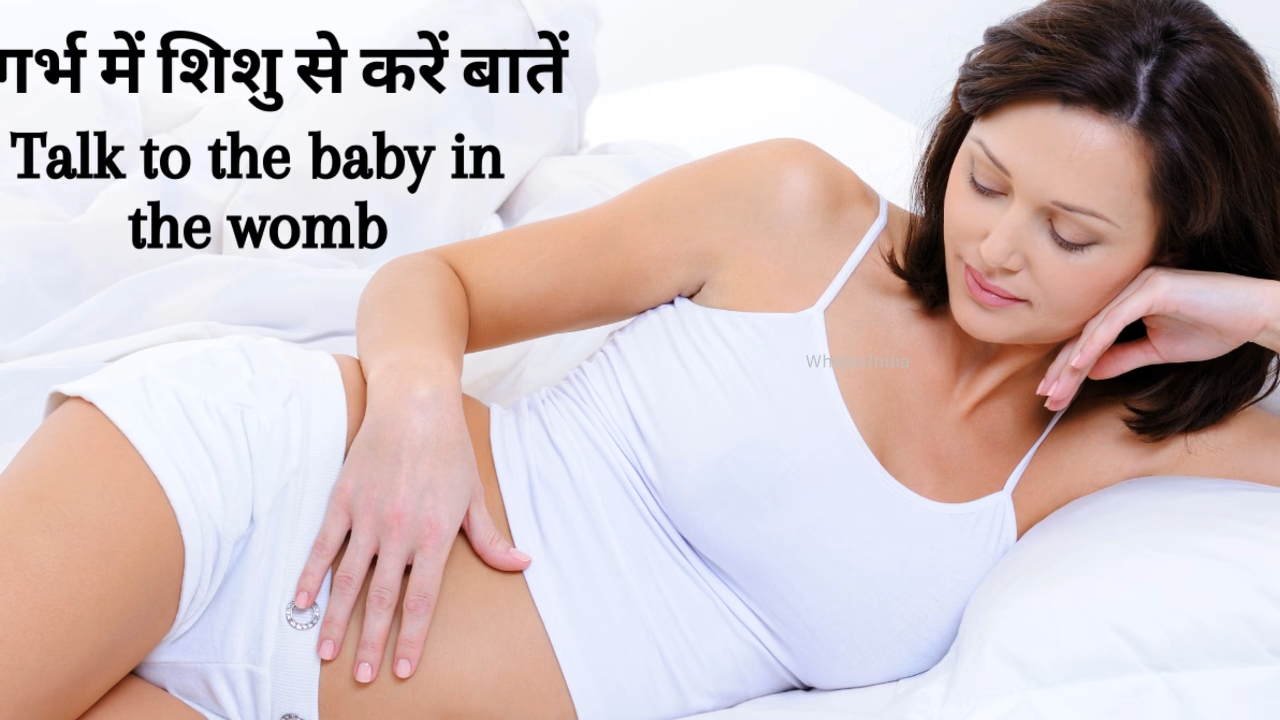 गर्भ में शिशु से करें बातें
Talk to the baby in
the womb